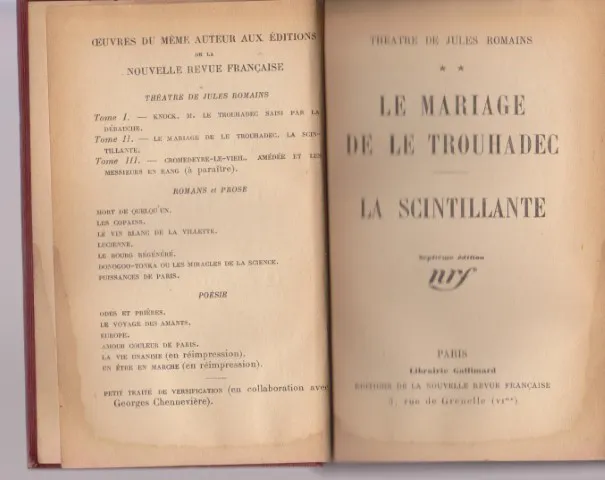 ŒUVRES DU MÊME AUTEUR AUX ÉDITIONS
DE LA
NOUVELLE REVUE FRANÇAISE
THÉATRE DE JULES ROMAINS
Tome I. — KNOCK. M. LE TROUHADEC SAISI PAR LA
DÉBAUCHE.
Tome II. — LE MARIAGE DE LE TROUHADEC. LA SCIN-
TILLANTE.
Tome III. — CROMEDEYRE-LE-VIEIL. AMÉDÉE ET LES
MESSIEURS EN RANG (à paraître).
ROMANS et PROSE
MORT DE QUELQU'UN.
LES COPAINS.
LE VIN BLANC DE LA VILLETTE.
LUCIENNE.
LE BOURG RÉGÉNÉRÉ.
DONOGOO-TONKA OU LES MIRACLES DE LA SCIENCE.
PUISSANCES DE PARIS.
POÉSIE
ODES ET PRIÈRES.
LE VOYAGE DES AMANTS.
EUROPE.
AMOUR COULEUR DE PARIS.
LA VIE UNANIME (en réimpression).
UN ÊTRE EN MARCHE (en réimpression).
PETIT TRAITÉ DE VERSIFICATION (en collaboration avec
Georges Chennevière).
THÉATRE DE JULES ROMAINS
* *
LE MARIAGE
DE LE TROUHADEC
LA SCINTILLANTE
Septième édition
nrf
PARIS
Librairie Gallimard
ÉDITIONS DE LA NOUVELLE REVUE FRANÇAISE
3, rue de Grenelle (VIme)